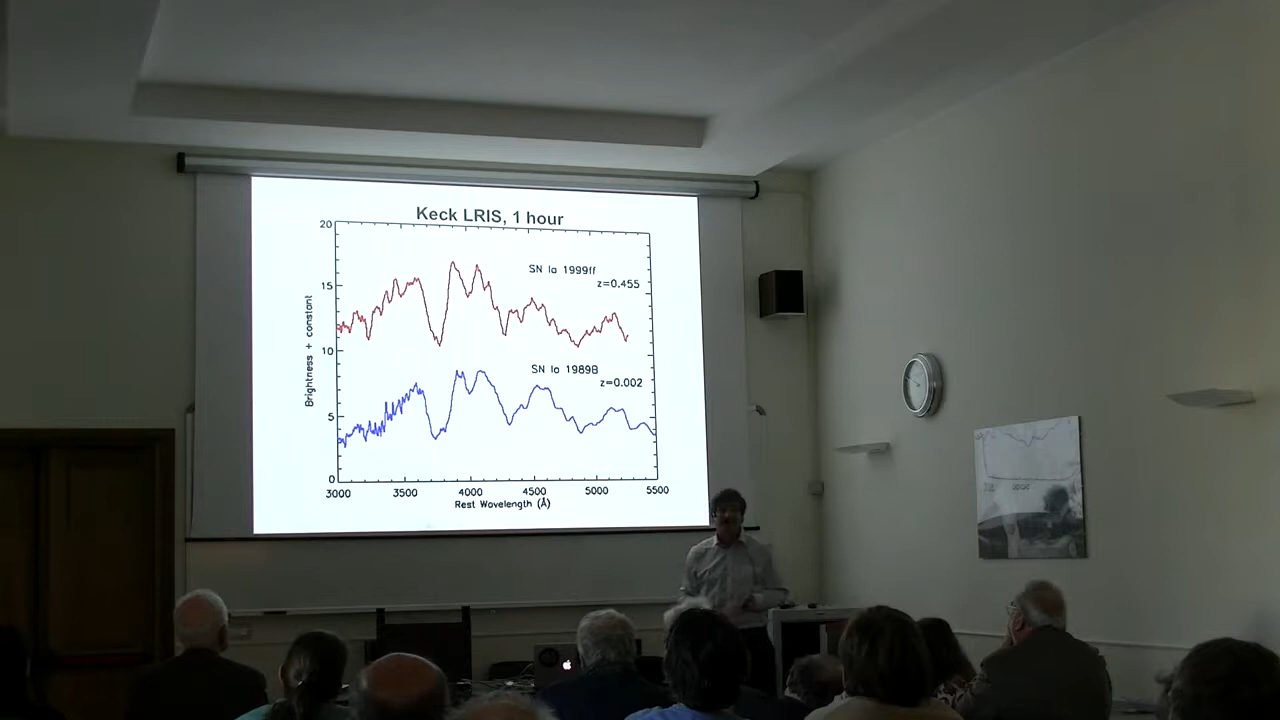 Keck LRIS, 1 hour
20
15
10
5
0
Brightness + constant
SN Ia 1999ff
z=0.455
SN Ia 1989B
z=0.002
3000 3500 4000 4500 5000 5500
Rest Wavelength (Å)